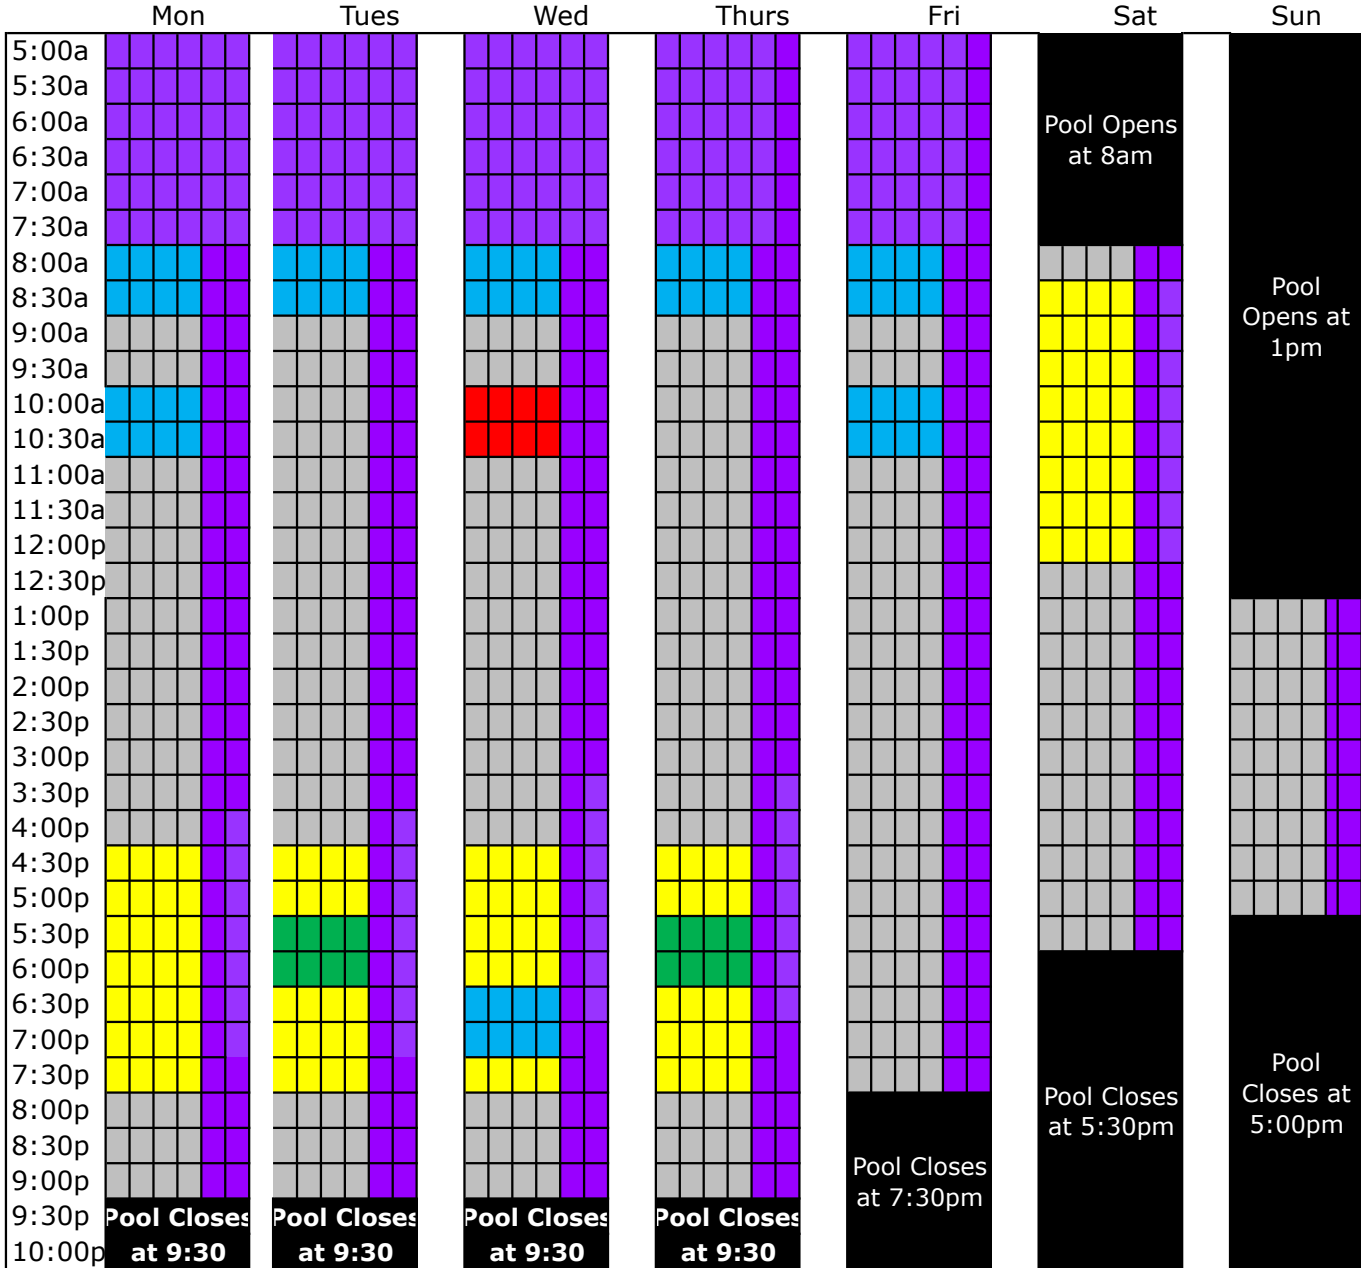 Mon Tues Wed Thurs Fri Sat Sun
5:00a
5:30a
6:00a
6:30a
7:00a
7:30a
8:00a
8:30a
9:00a
9:30a
10:00a
10:30a
11:00a
11:30a
12:00p
12:30p
1:00p
1:30p
2:00p
2:30p
3:00p
3:30p
4:00p
4:30p
5:00p
5:30p
6:00p
6:30p
7:00p
7:30p
8:00p
8:30p
9:00p
9:30p
10:00p
Pool Closes
at 9:30
Pool Closes
at 9:30
Pool Closes
at 9:30
Pool Closes
at 9:30
Pool Closes
at 7:30pm
Pool Opens
at 8am
Pool Closes
at 5:30pm
Pool
Opens at
1pm
Pool
Closes at
5:00pm